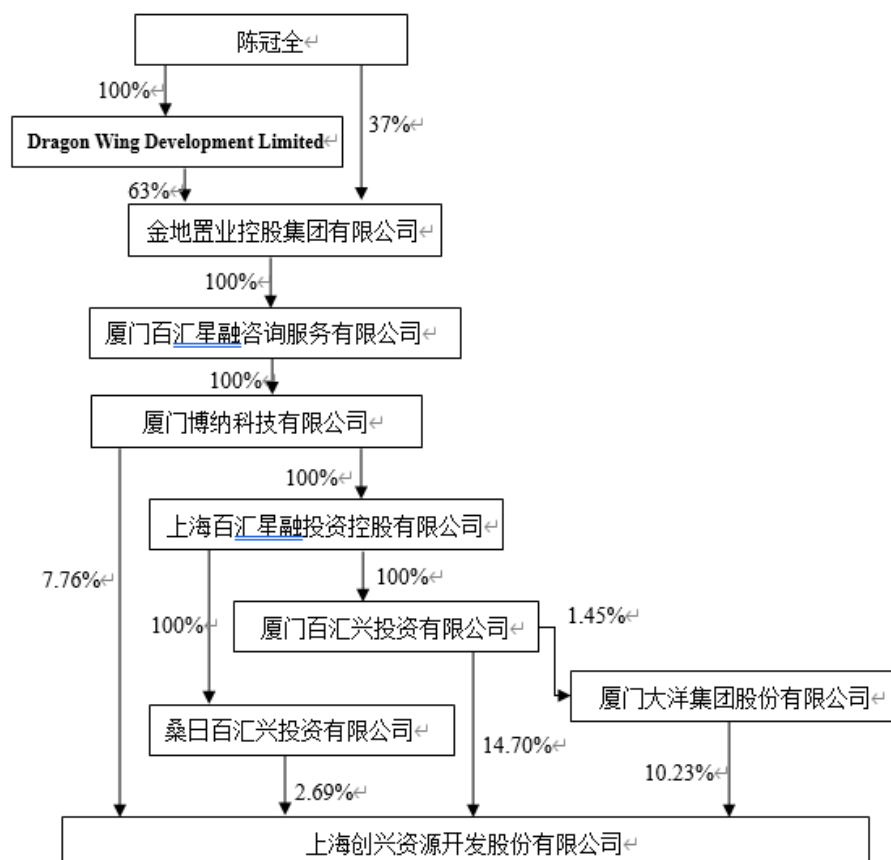 陈冠全
100%
37%
Dragon Wing Development Limited
63%
金地置业控股集团有限公司
100%
厦门百汇星融咨询服务有限公司
100%
厦门博纳科技有限公司
100%
上海百汇星融投资控股有限公司
7.76%
100%
100%
厦门百汇兴投资有限公司
1.45%
厦门大洋集团股份有限公司
桑日百汇兴投资有限公司
14.70%
10.23%
2.69%
上海创兴资源开发股份有限公司